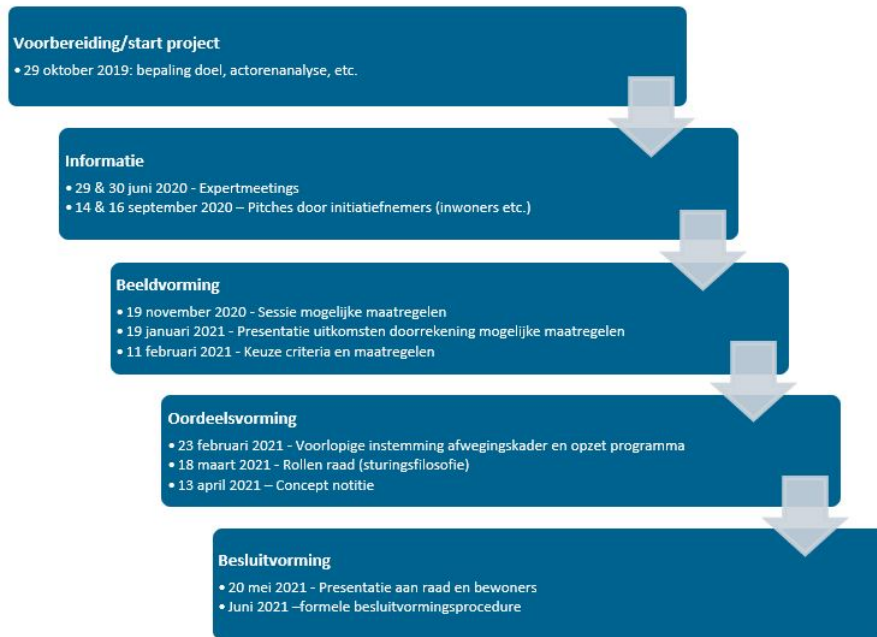 Voorbereiding/start project
• 29 oktober 2019: bepaling doel, actorenanalyse, etc.
Informatie
• 29 & 30 juni 2020 - Expertmeetings
• 14 & 16 september 2020 – Pitches door initiatiefnemers (inwoners etc.)
Beeldvorming
• 19 november 2020 - Sessie mogelijke maatregelen
• 19 januari 2021 - Presentatie uitkomsten doorrekening mogelijke maatregelen
• 11 februari 2021 - Keuze criteria en maatregelen
Oordeelsvorming
• 23 februari 2021 - Voorlopige instemming afwegingskader en opzet programma
• 18 maart 2021 - Rollen raad (sturingsfilosofie)
• 13 april 2021 – Concept notitie
Besluitvorming
• 20 mei 2021 - Presentatie aan raad en bewoners
• Juni 2021 –formele besluitvormingsprocedure